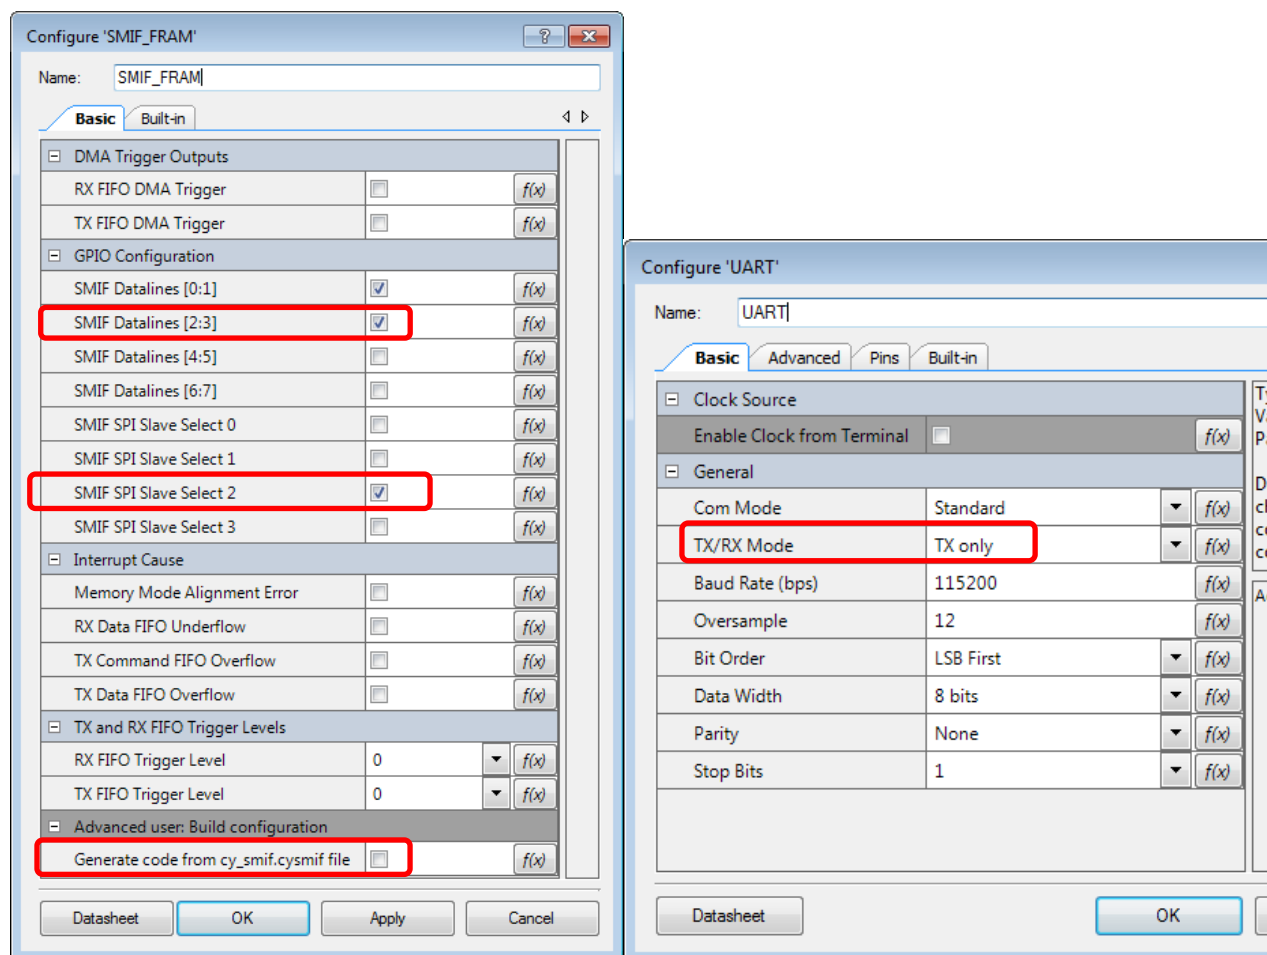 Configure 'SMIF_FRAM'
Name: SMIF_FRAM
Basic Built-in
DMA Trigger Outputs
RX FIFO DMA Trigger f(x)
TX FIFO DMA Trigger f(x)
GPIO Configuration
SMIF Datalines [0:1] f(x)
SMIF Datalines [2:3] f(x)
SMIF Datalines [4:5] f(x)
SMIF Datalines [6:7] f(x)
SMIF SPI Slave Select 0 f(x)
SMIF SPI Slave Select 1 f(x)
SMIF SPI Slave Select 2 f(x)
SMIF SPI Slave Select 3 f(x)
Interrupt Cause
Memory Mode Alignment Error f(x)
RX Data FIFO Underflow f(x)
TX Command FIFO Overflow f(x)
TX Data FIFO Overflow f(x)
TX and RX FIFO Trigger Levels
RX FIFO Trigger Level 0 f(x)
TX FIFO Trigger Level 0 f(x)
Advanced user: Build configuration
Generate code from cy_smif.cysmif file f(x)
Datasheet OK Apply Cancel
Configure 'UART'
Name: UART
Basic Advanced Pins Built-in
Clock Source
Enable Clock from Terminal f(x)
General
Com Mode Standard f(x)
TX/RX Mode TX only f(x)
Baud Rate (bps) 115200 f(x)
Oversample 12 f(x)
Bit Order LSB First f(x)
Data Width 8 bits f(x)
Parity None f(x)
Stop Bits 1 f(x)
Datasheet OK